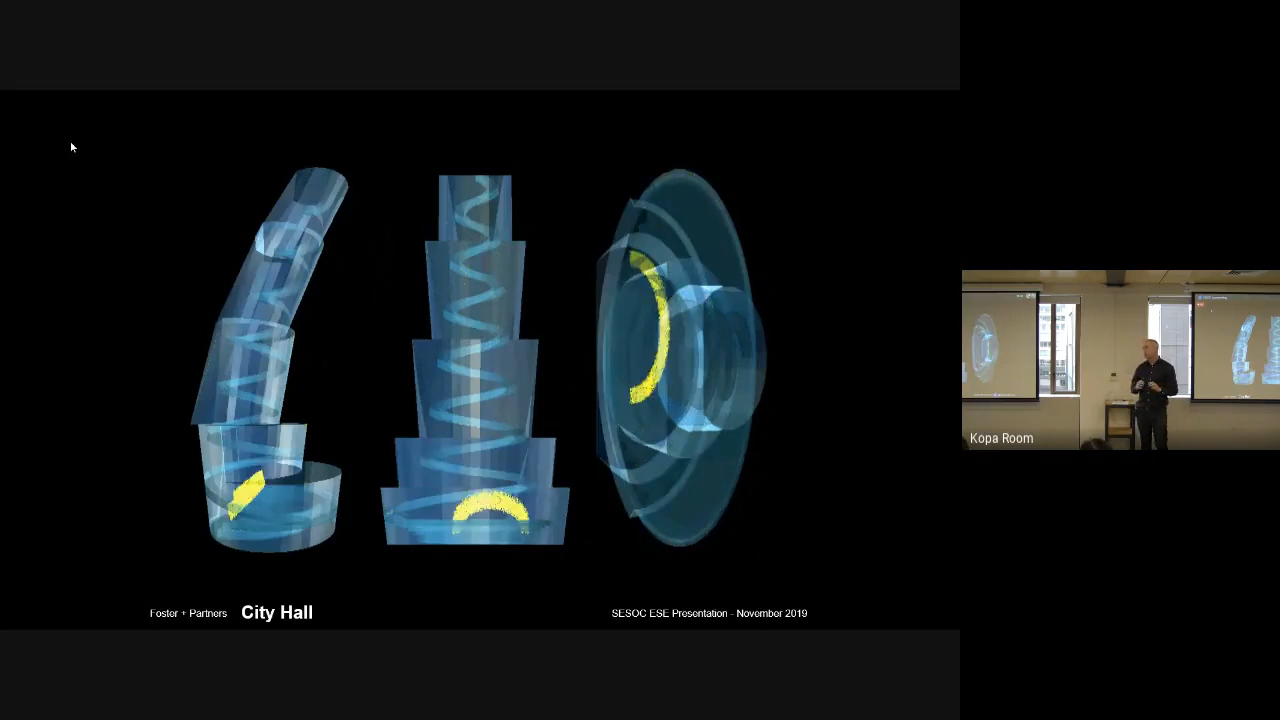 Foster + Partners City Hall
SESOC ESE Presentation - November 2019
Kopa Room